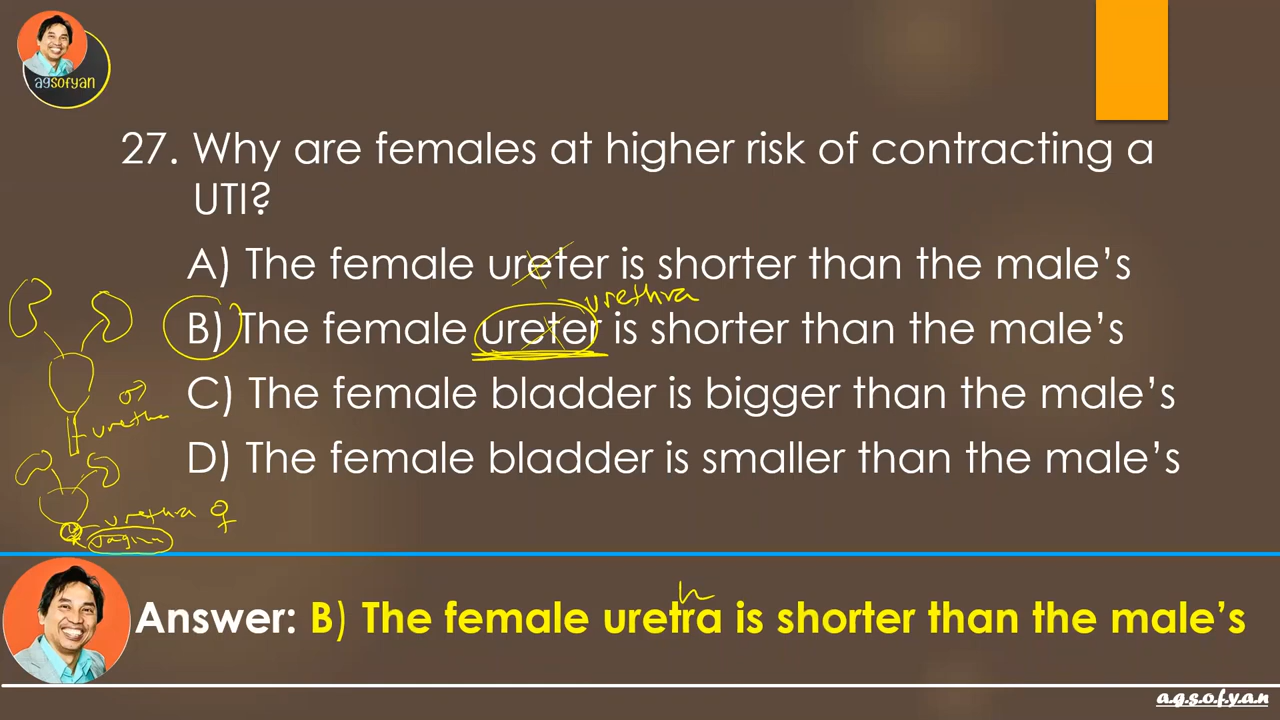 agsofyan
27. Why are females at higher risk of contracting a
UTI?
A) The female ureter is shorter than the male's
urethra
B) The female ureter is shorter than the male's
C) The female bladder is bigger than the male's
urethra
D) The female bladder is smaller than the male's
urethra ♀
vagina
h
Answer: B) The female uretra is shorter than the male's
a.g.s.o.f.y.a.n